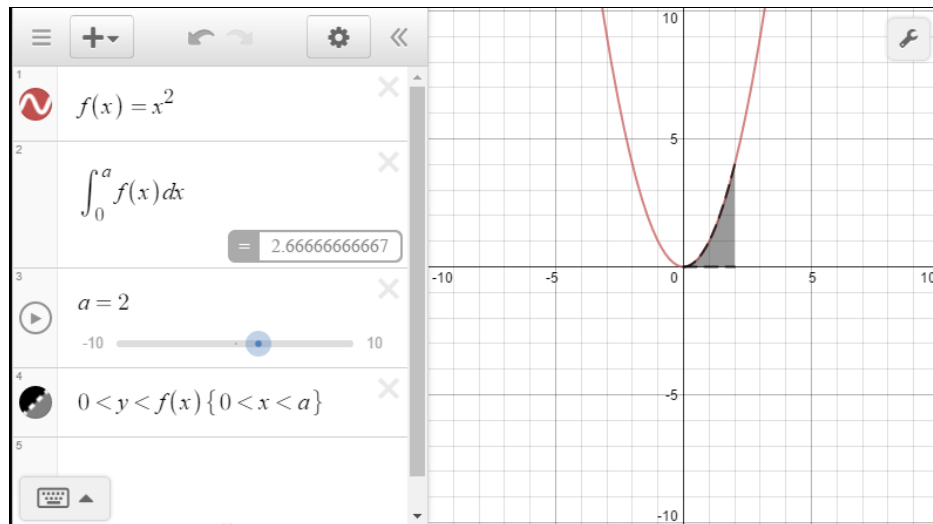 1
f(x) = x²
2
∫₀ᵃ f(x)dx
= 2.66666666667
3
a = 2
-10 10
4
0 < y < f(x) {0 < x < a}
5
10
5
-10 -5 0 5 10
-5
-10